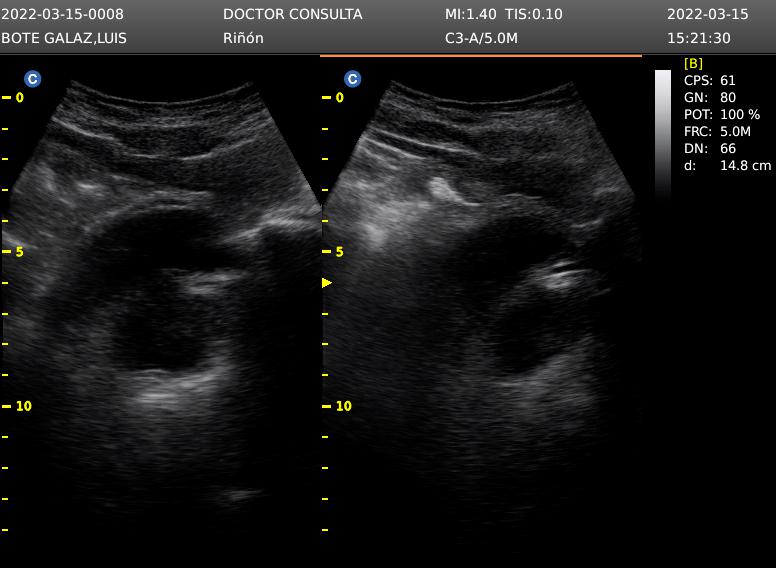 2022-03-15-0008 DOCTOR CONSULTA MI:1.40 TIS:0.10 2022-03-15
BOTE GALAZ,LUIS Riñón C3-A/5.0M 15:21:30
[B]
CPS: 61
GN: 80
POT: 100 %
FRC: 5.0M
DN: 66
d: 14.8 cm
C C
0 0
5 5
10 10